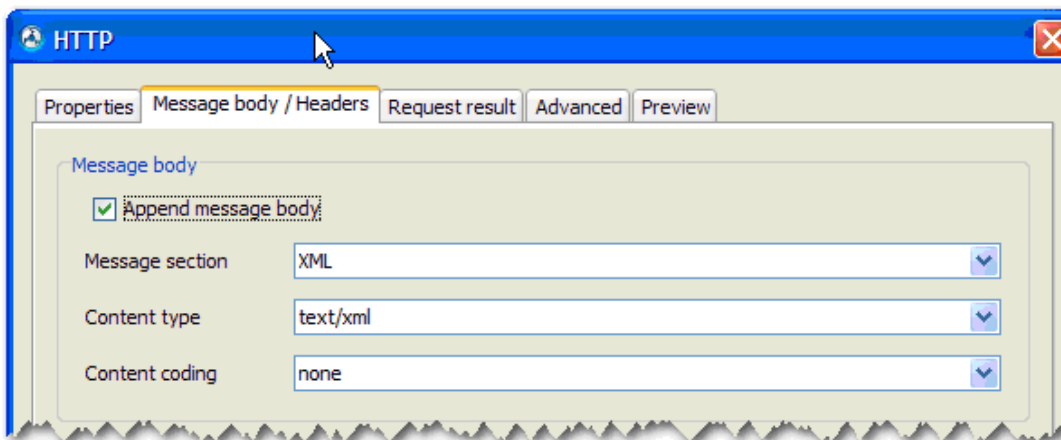 HTTP
Properties Message body / Headers Request result Advanced Preview
Message body
Append message body
Message section XML
Content type text/xml
Content coding none